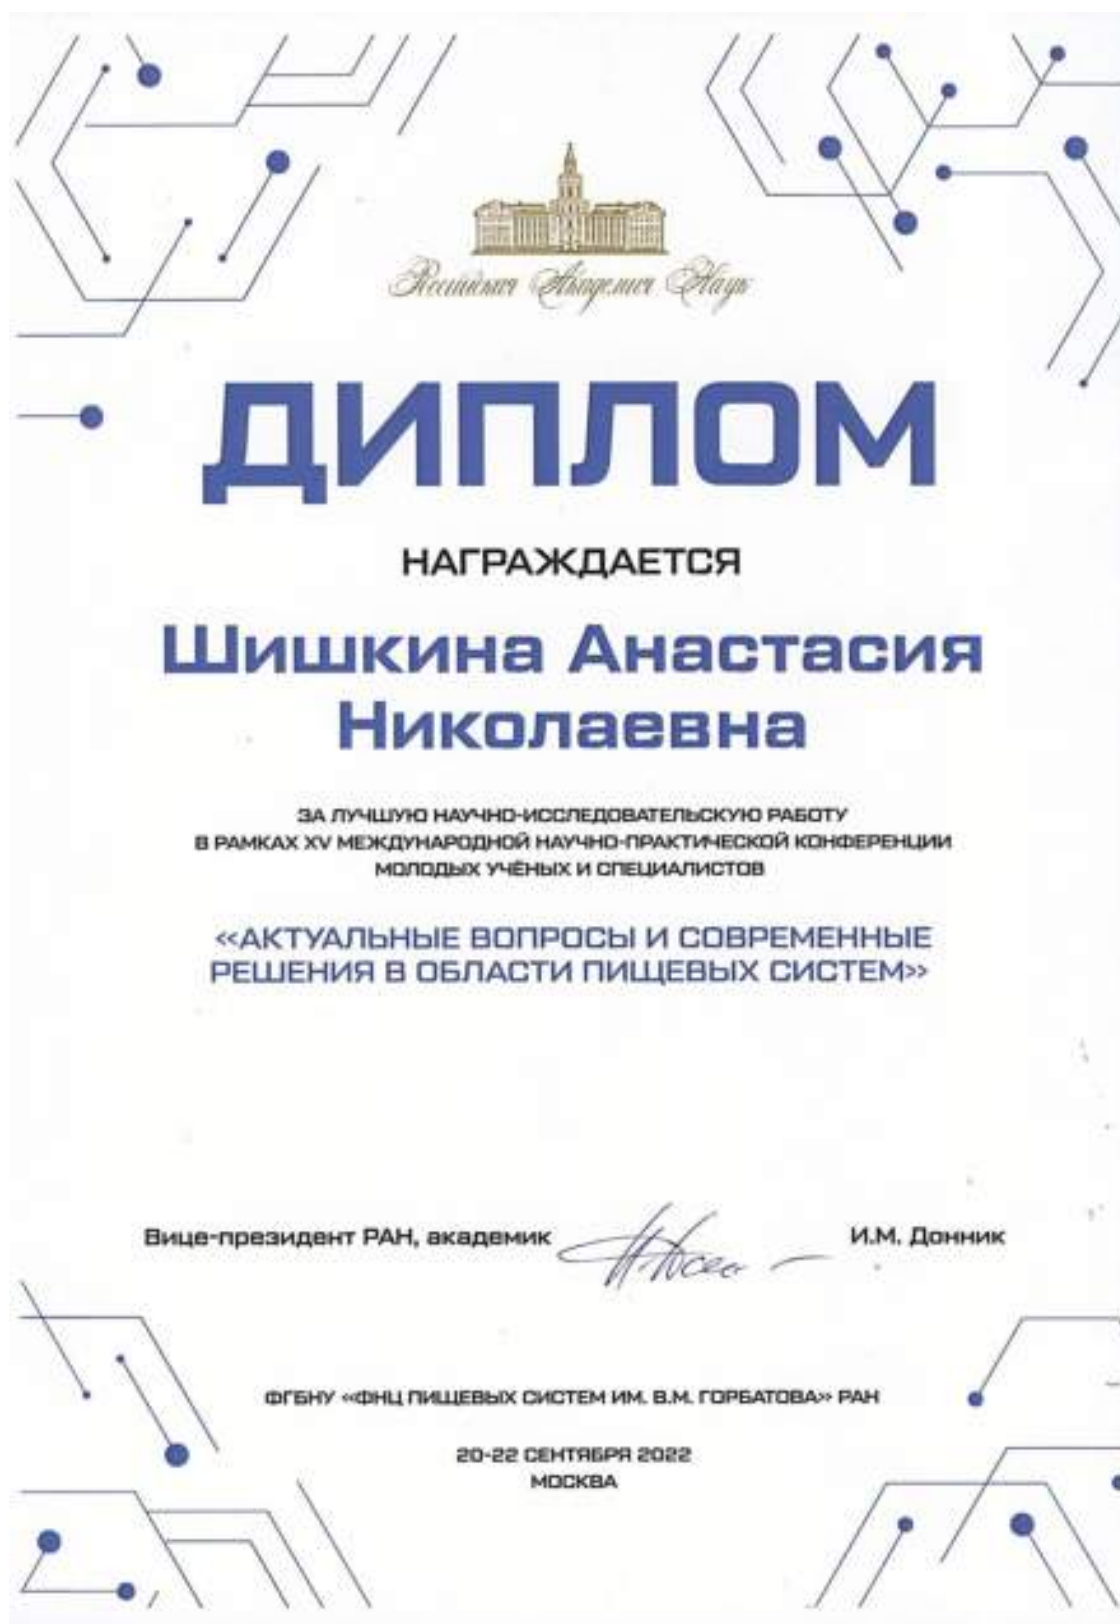 Российская Академия Наук
ДИПЛОМ
НАГРАЖДАЕТСЯ
Шишкина Анастасия
Николаевна
ЗА ЛУЧШУЮ НАУЧНО-ИССЛЕДОВАТЕЛЬСКУЮ РАБОТУ
В РАМКАХ XV МЕЖДУНАРОДНОЙ НАУЧНО-ПРАКТИЧЕСКОЙ КОНФЕРЕНЦИИ
МОЛОДЫХ УЧЁНЫХ И СПЕЦИАЛИСТОВ
«АКТУАЛЬНЫЕ ВОПРОСЫ И СОВРЕМЕННЫЕ
РЕШЕНИЯ В ОБЛАСТИ ПИЩЕВЫХ СИСТЕМ»
Вице-президент РАН, академик И.М. Донник
ФГБНУ «ФНЦ ПИЩЕВЫХ СИСТЕМ ИМ. В.М. ГОРБАТОВА» РАН
20-22 СЕНТЯБРЯ 2022
МОСКВА